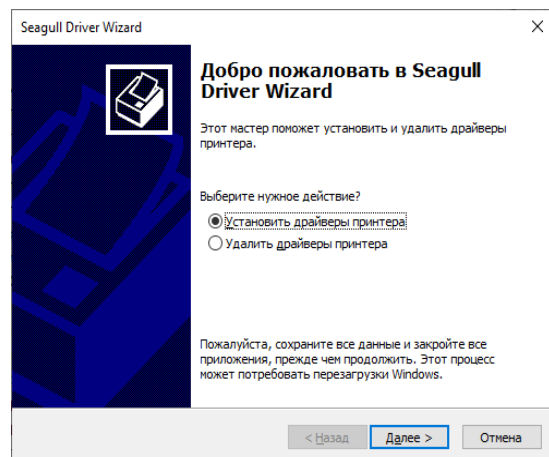 Seagull Driver Wizard
Добро пожаловать в Seagull
Driver Wizard
Этот мастер поможет установить и удалить драйверы
принтера.
Выберите нужное действие?
Установить драйверы принтера
Удалить драйверы принтера
Пожалуйста, сохраните все данные и закройте все
приложения, прежде чем продолжить. Этот процесс
может потребовать перезагрузки Windows.
< Назад Далее > Отмена